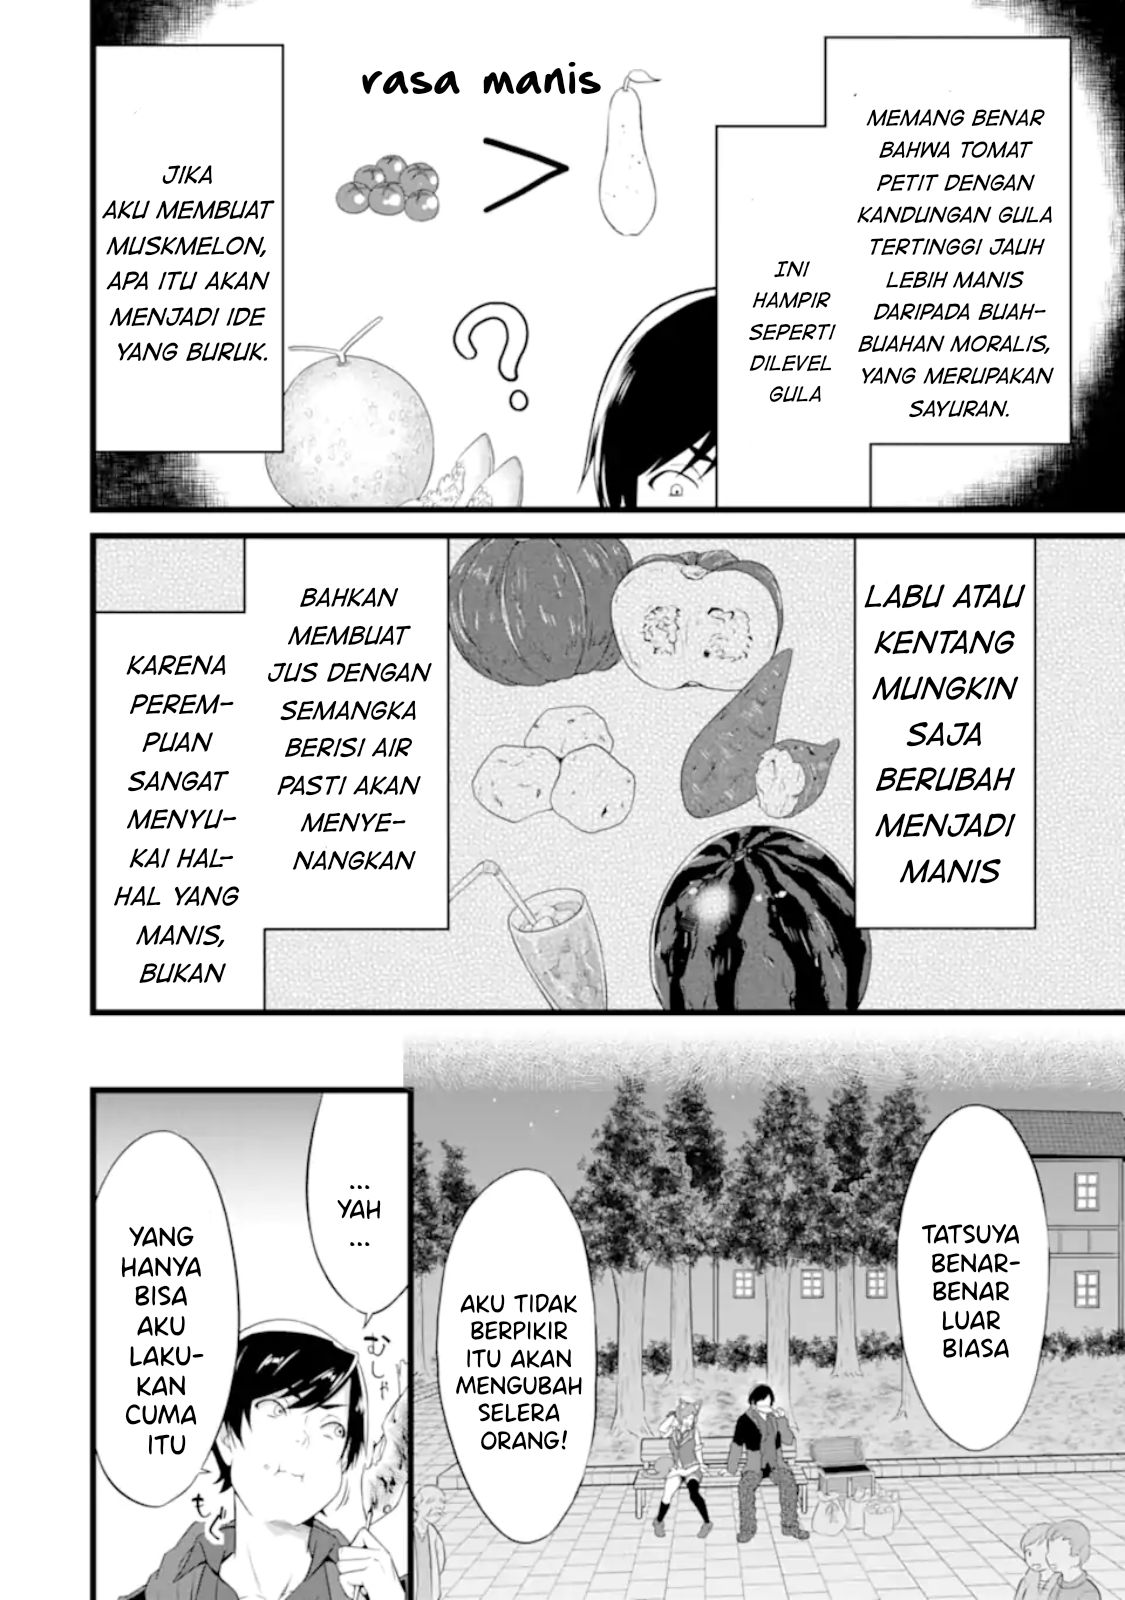 MEMANG BENAR
BAHWA TOMAT
PETIT DENGAN
KANDUNGAN GULA
TERTINGGI JAUH
LEBIH MANIS
DARIPADA BUAH-
BUAHAN MORALIS,
YANG MERUPAKAN
SAYURAN.
INI
HAMPIR
SEPERTI
DILEVEL
GULA
rasa manis
>
?
JIKA
AKU MEMBUAT
MUSKMELON,
APA ITU AKAN
MENJADI IDE
YANG BURUK.
LABU ATAU
KENTANG
MUNGKIN
SAJA
BERUBAH
MENJADI
MANIS
BAHKAN
MEMBUAT
JUS DENGAN
SEMANGKA
BERISI AIR
PASTI AKAN
MENYE-
NANGKAN
KARENA
PEREM-
PUAN
SANGAT
MENYU-
KAI HAL-
HAL YANG
MANIS,
BUKAN
TATSUYA
BENAR-
BENAR
LUAR
BIASA
AKU TIDAK
BERPIKIR
ITU AKAN
MENGUBAH
SELERA
ORANG!
...
YAH
...
YANG
HANYA
BISA
AKU
LAKU-
KAN
CUMA
ITU
むしゃ
もぐ